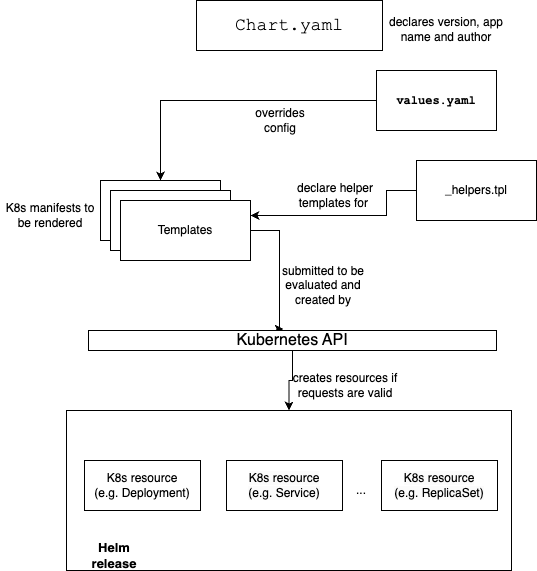 Chart.yaml
declares version, app
name and author
values.yaml
overrides
config
K8s manifests to
be rendered
Templates
declare helper
templates for
_helpers.tpl
submitted to be
evaluated and
created by
Kubernetes API
creates resources if
requests are valid
K8s resource
(e.g. Deployment)
K8s resource
(e.g. Service)
...
K8s resource
(e.g. ReplicaSet)
Helm
release